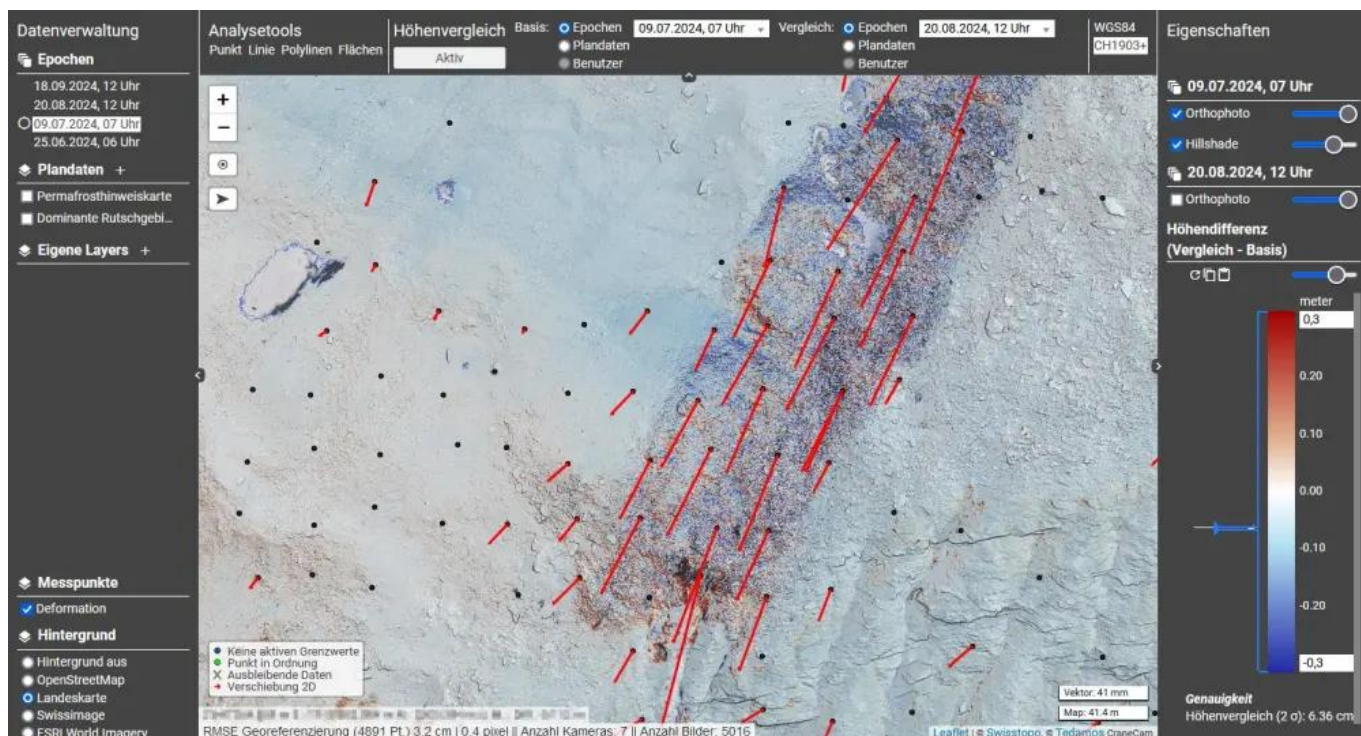 Datenverwaltung
Epochen
18.09.2024, 12 Uhr
20.08.2024, 12 Uhr
09.07.2024, 07 Uhr
25.06.2024, 06 Uhr
Plandaten +
Permafrosthinweiskarte
Dominante Rutschgebi...
Eigene Layers +
Messpunkte
Deformation
Hintergrund
Hintergrund aus
OpenStreetMap
Landeskarte
Swissimage
ESRI World Imagery
Analysetools
Punkt Linie Polylinen Flächen
Höhenvergleich
Aktiv
Basis: Epochen 09.07.2024, 07 Uhr
Plandaten
Benutzer
Vergleich: Epochen 20.08.2024, 12 Uhr
Plandaten
Benutzer
WGS84
CH1903+
+
−
Keine aktiven Grenzwerte
Punkt in Ordnung
Ausbleibende Daten
Verschiebung 2D
RMSE Georeferenzierung (4891 Pt.) 3.2 cm | 0.4 pixel || Anzahl Kameras: 7 || Anzahl Bilder: 5016
Vektor: 41 mm
Map: 41.4 m
Leaflet | © Swisstopo, © Tedamos CraneCam
Eigenschaften
09.07.2024, 07 Uhr
Orthophoto
Hillshade
20.08.2024, 12 Uhr
Orthophoto
Höhendifferenz
(Vergleich - Basis)
meter
0,3
0.20
0.10
0.00
-0.10
-0.20
-0,3
Genauigkeit
Höhenvergleich (2 σ): 6.36 cm